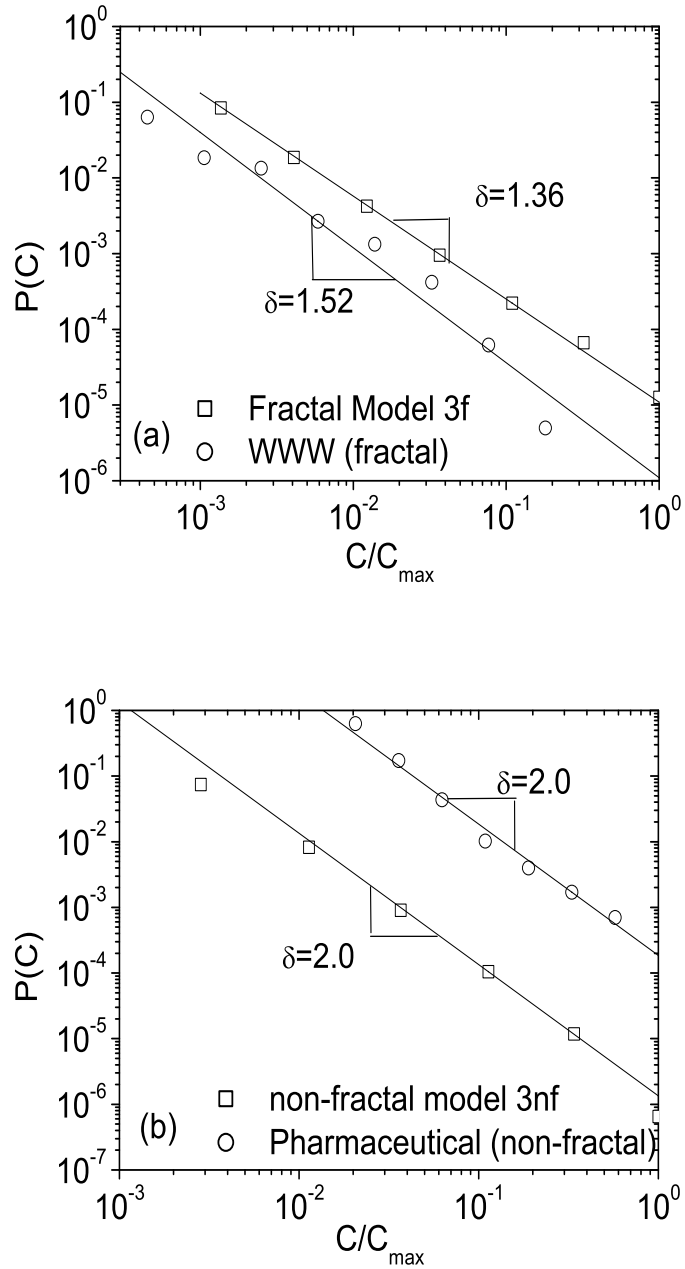 10^0
10^-1
10^-2
10^-3
10^-4
10^-5
10^-6
P(C)
δ=1.36
δ=1.52
Fractal Model 3f
(a)
WWW (fractal)
10^-3
10^-2
10^-1
10^0
C/C_max
10^0
10^-1
10^-2
10^-3
10^-4
10^-5
10^-6
10^-7
P(C)
δ=2.0
δ=2.0
non-fractal model 3nf
(b)
Pharmaceutical (non-fractal)
10^-3
10^-2
10^-1
10^0
C/C_max